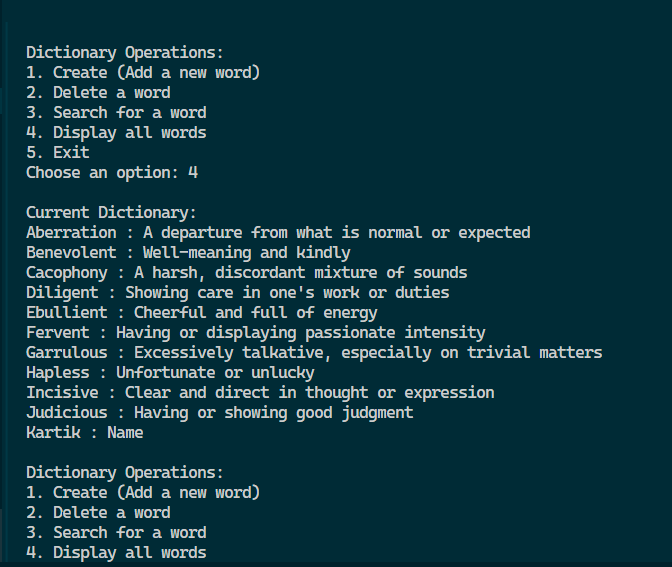 Dictionary Operations:
1. Create (Add a new word)
2. Delete a word
3. Search for a word
4. Display all words
5. Exit
Choose an option: 4
Current Dictionary:
Aberration : A departure from what is normal or expected
Benevolent : Well-meaning and kindly
Cacophony : A harsh, discordant mixture of sounds
Diligent : Showing care in one's work or duties
Ebullient : Cheerful and full of energy
Fervent : Having or displaying passionate intensity
Garrulous : Excessively talkative, especially on trivial matters
Hapless : Unfortunate or unlucky
Incisive : Clear and direct in thought or expression
Judicious : Having or showing good judgment
Kartik : Name
Dictionary Operations:
1. Create (Add a new word)
2. Delete a word
3. Search for a word
4. Display all words